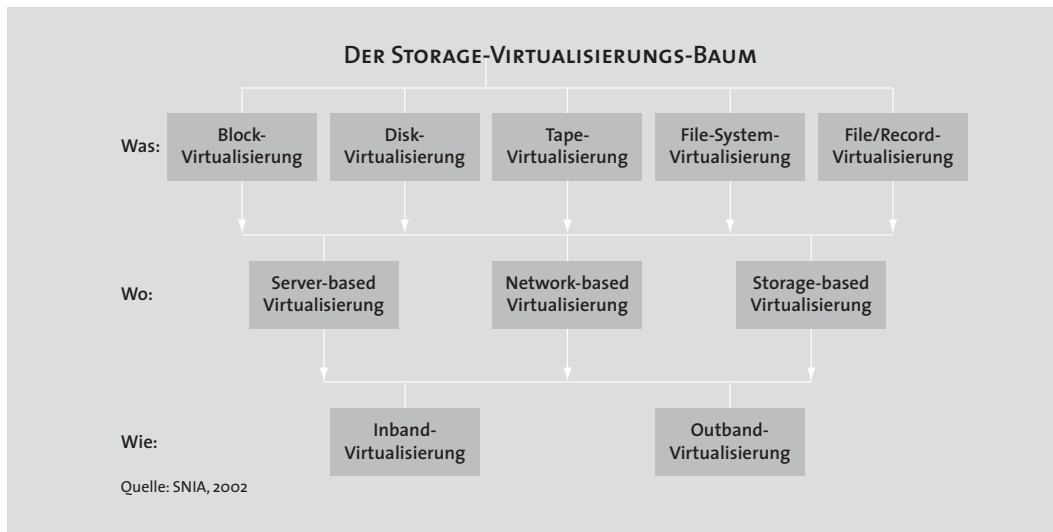 Der Storage-Virtualisierungs-Baum
Was:
Block-
Virtualisierung
Disk-
Virtualisierung
Tape-
Virtualisierung
File-System-
Virtualisierung
File/Record-
Virtualisierung
Wo:
Server-based
Virtualisierung
Network-based
Virtualisierung
Storage-based
Virtualisierung
Wie:
Inband-
Virtualisierung
Outband-
Virtualisierung
Quelle: SNIA, 2002